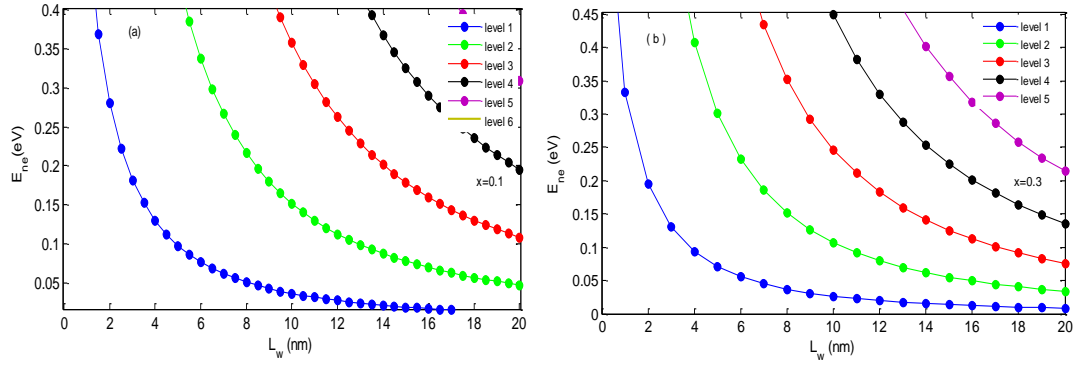 (a)
level 1
level 2
level 3
level 4
level 5
level 6
x=0.1
E_ne (eV)
0.4
0.35
0.3
0.25
0.2
0.15
0.1
0.05
0 2 4 6 8 10 12 14 16 18 20
L_w (nm)
( b )
level 1
level 2
level 3
level 4
level 5
x=0.3
E_ne (eV)
0.45
0.4
0.35
0.3
0.25
0.2
0.15
0.1
0.05
0
0 2 4 6 8 10 12 14 16 18 20
L_w (nm)